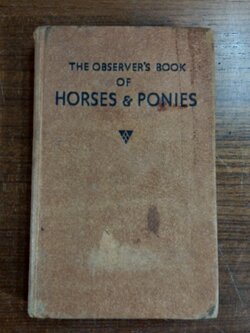 THE OBSERVER'S BOOK
OF
HORSES & PONIES